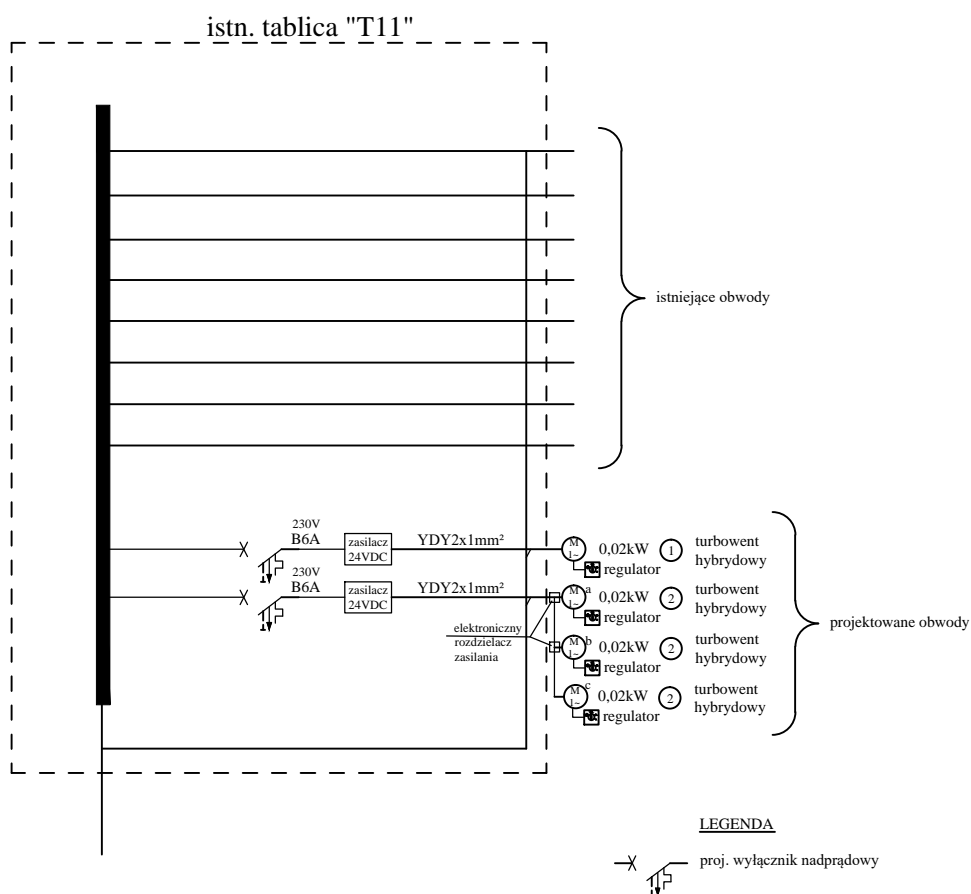 istn. tablica "T11"
istniejące obwody
230V
B6A
zasilacz
24VDC
YDY2x1mm²
M
1~
0,02kW
1
turbowent
hybrydowy
regulator
230V
B6A
zasilacz
24VDC
YDY2x1mm²
M
1~
a
0,02kW
2
turbowent
hybrydowy
regulator
projektowane obwody
elektroniczny
rozdzielacz
zasilania
M
1~
b
0,02kW
2
turbowent
hybrydowy
regulator
M
1~
c
0,02kW
2
turbowent
hybrydowy
regulator
LEGENDA
proj. wyłącznik nadprądowy